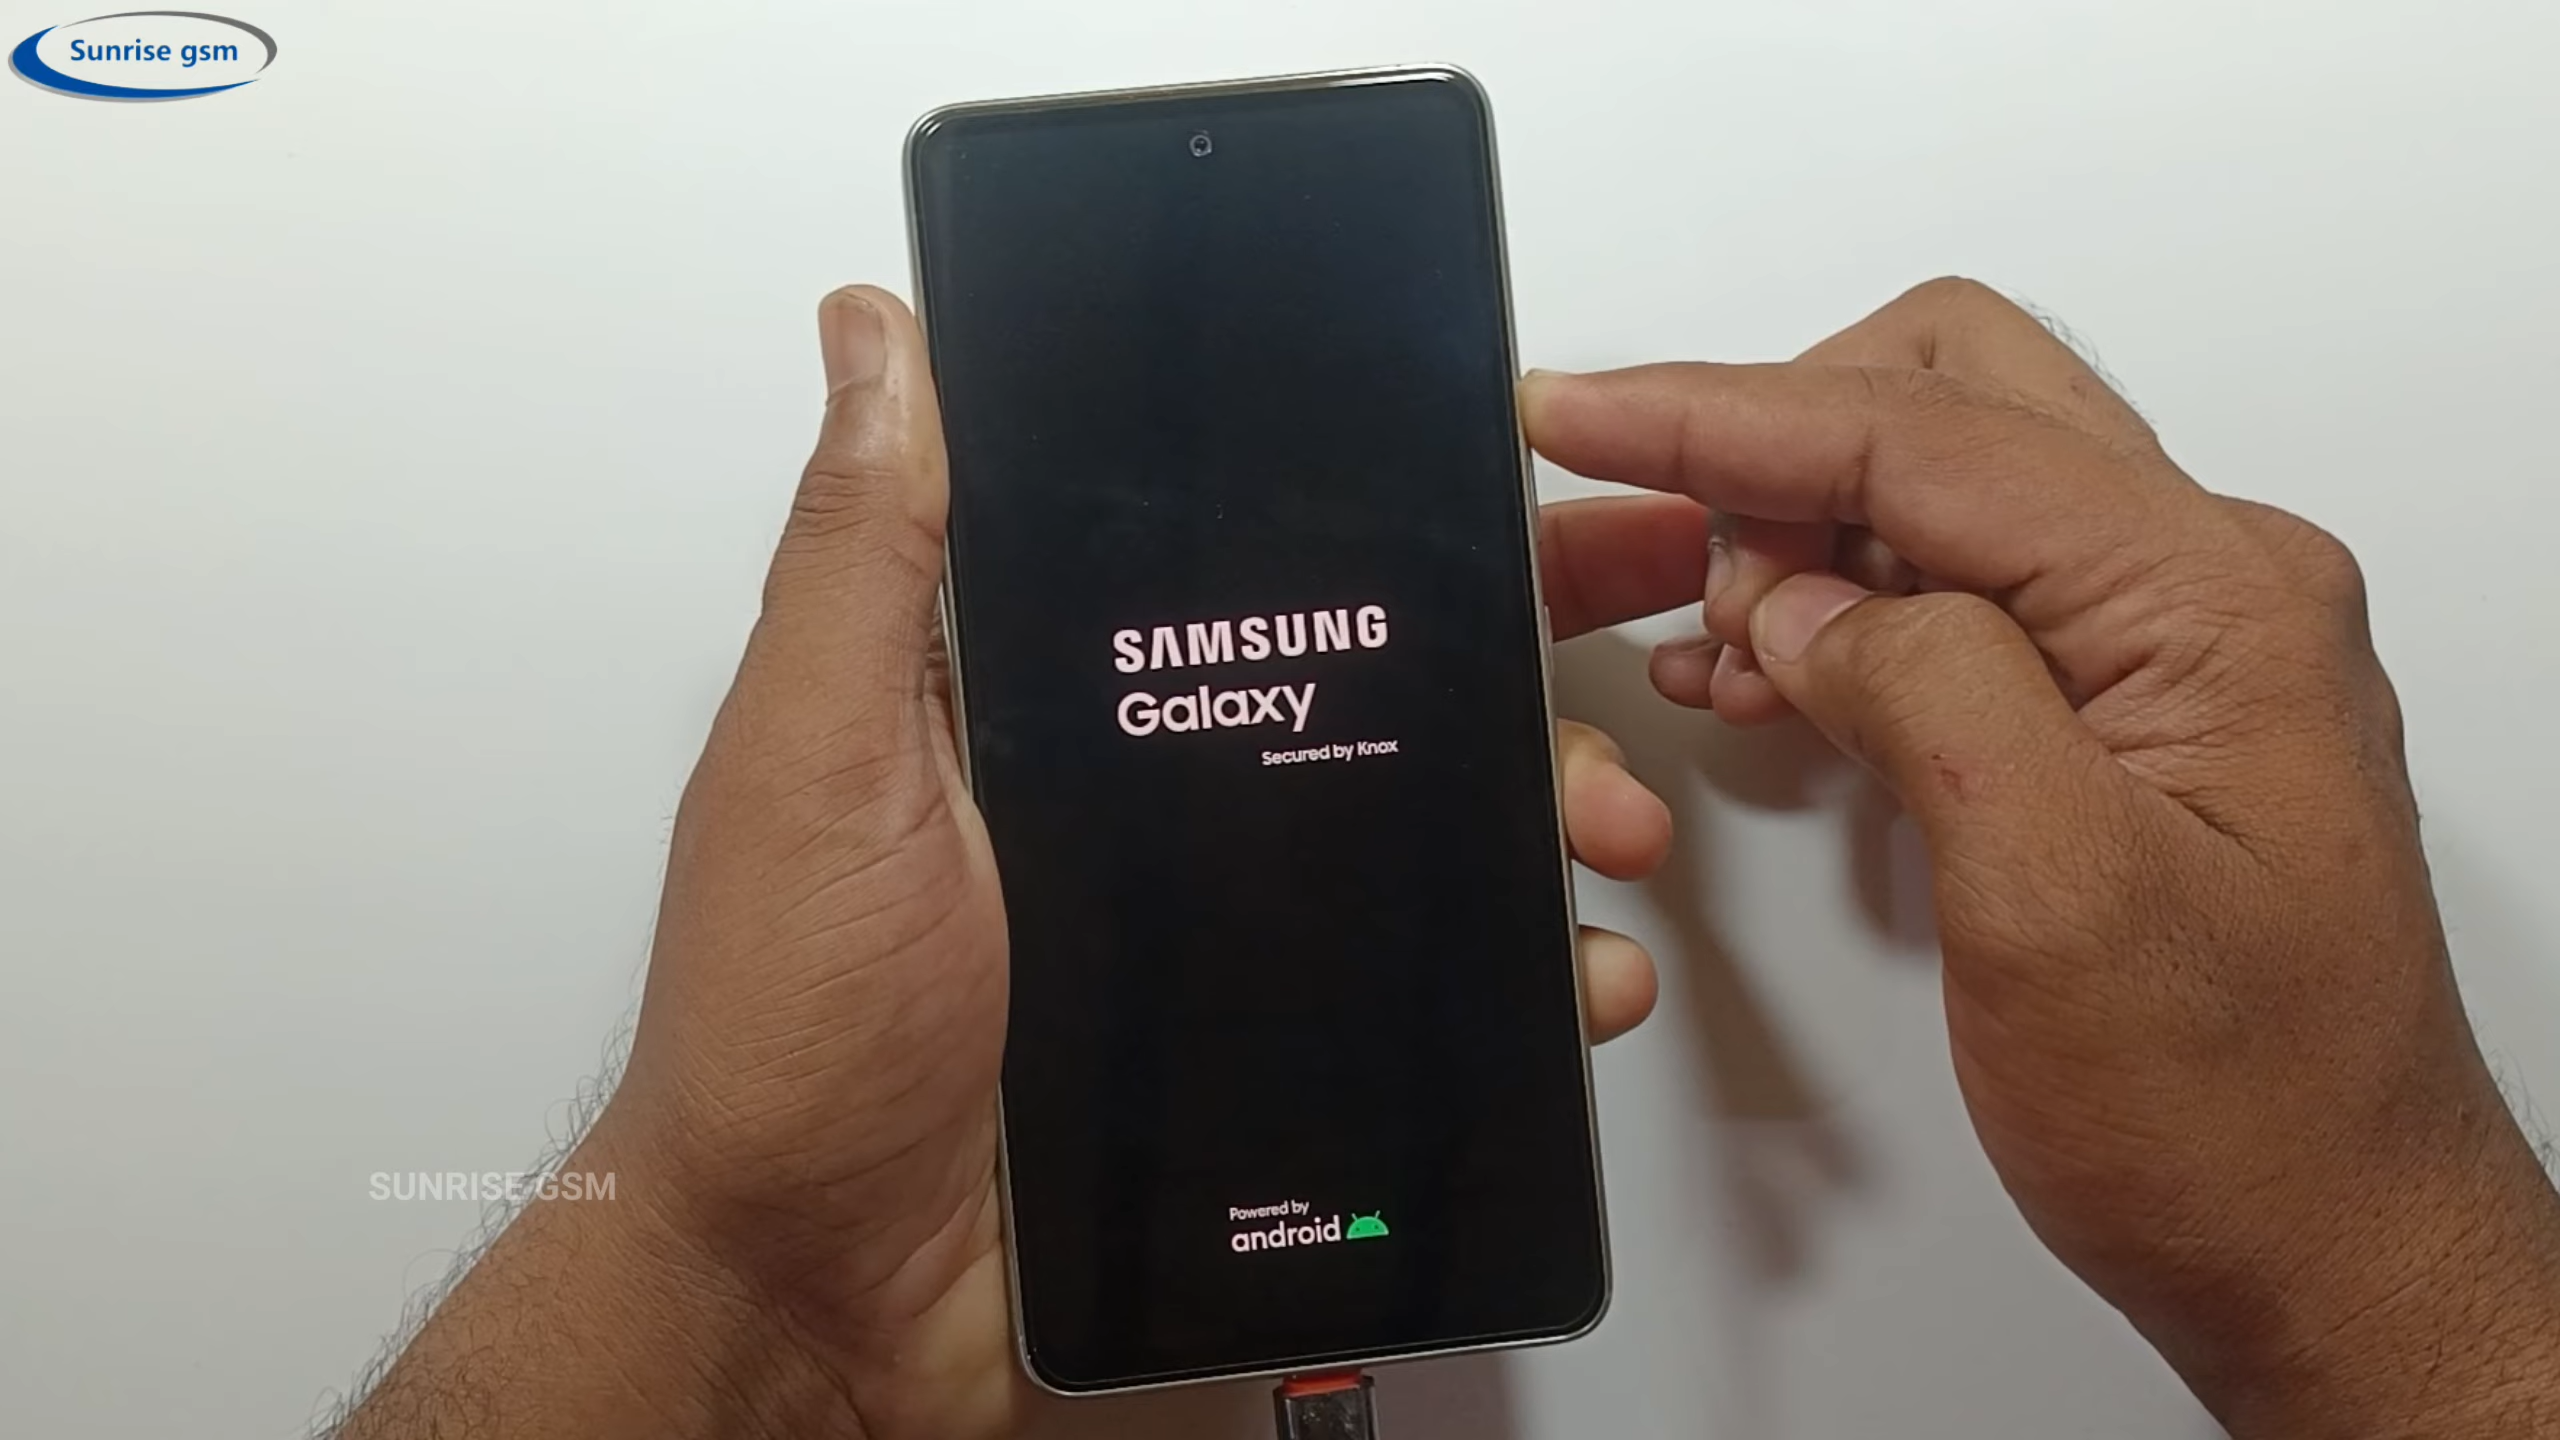 Sunrise gsm
SAMSUNG
Galaxy
Secured by Knox
SUNRISE GSM
Powered by
android